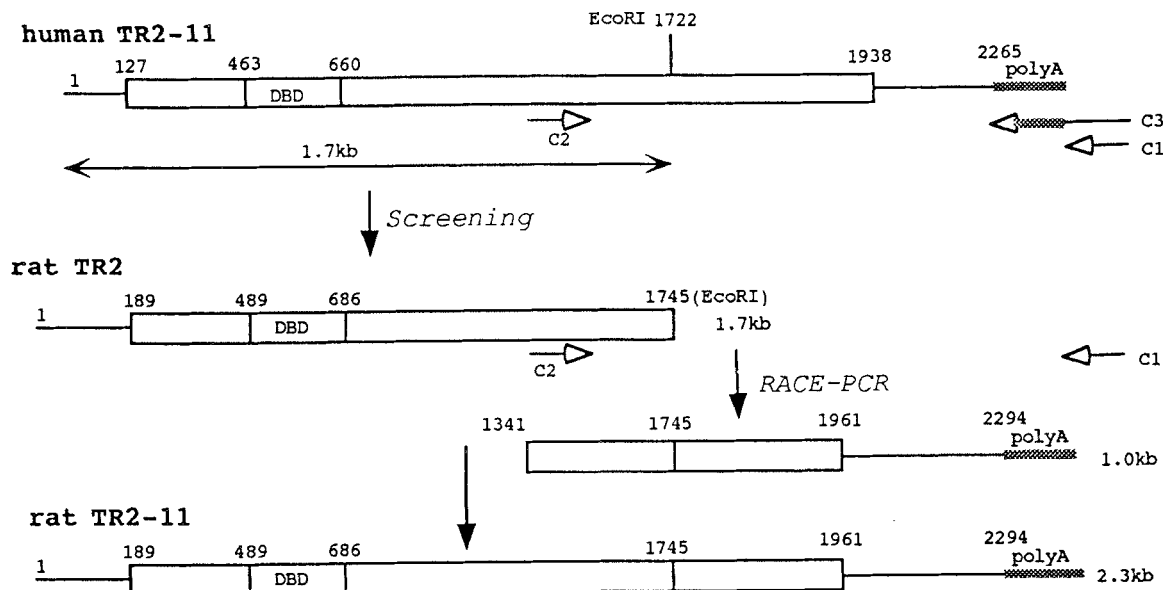 EcoRI 1722
human TR2-11
1 127 463 660 1938 2265
polyA
DBD
C2
C3
C1
1.7kb
Screening
rat TR2
1 189 489 686 1745(EcoRI)
DBD
1.7kb
C2
C1
RACE-PCR
1341 1745 1961 2294
polyA
1.0kb
rat TR2-11
1 189 489 686 1745 1961 2294
polyA
DBD
2.3kb